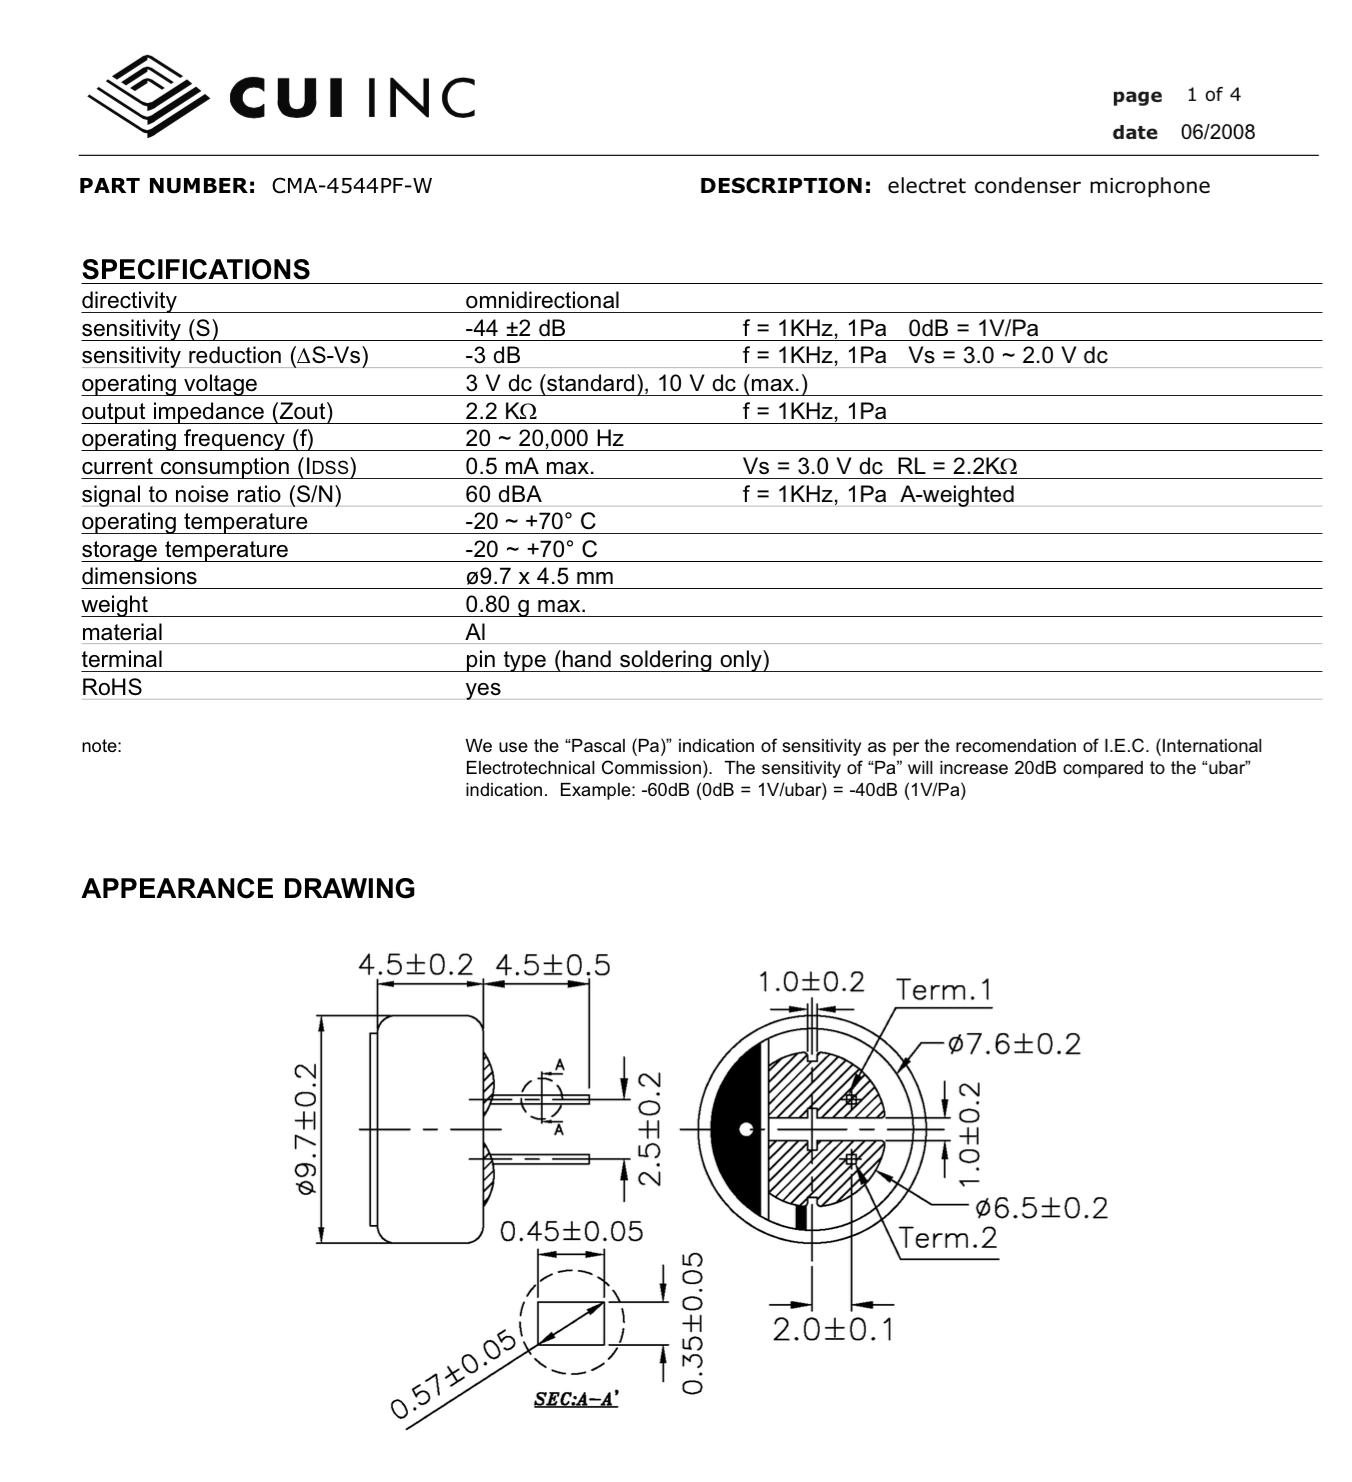 CUI INC
page 1 of 4
date 06/2008
PART NUMBER: CMA-4544PF-W DESCRIPTION: electret condenser microphone
SPECIFICATIONS
directivity omnidirectional
sensitivity (S) -44 ±2 dB f = 1KHz, 1Pa 0dB = 1V/Pa
sensitivity reduction (∆S-Vs) -3 dB f = 1KHz, 1Pa Vs = 3.0 ~ 2.0 V dc
operating voltage 3 V dc (standard), 10 V dc (max.)
output impedance (Zout) 2.2 KΩ f = 1KHz, 1Pa
operating frequency (f) 20 ~ 20,000 Hz
current consumption (IDSS) 0.5 mA max. Vs = 3.0 V dc RL = 2.2KΩ
signal to noise ratio (S/N) 60 dBA f = 1KHz, 1Pa A-weighted
operating temperature -20 ~ +70° C
storage temperature -20 ~ +70° C
dimensions ø9.7 x 4.5 mm
weight 0.80 g max.
material Al
terminal pin type (hand soldering only)
RoHS yes
note: We use the “Pascal (Pa)” indication of sensitivity as per the recomendation of I.E.C. (International
Electrotechnical Commission). The sensitivity of “Pa” will increase 20dB compared to the “ubar”
indication. Example: -60dB (0dB = 1V/ubar) = -40dB (1V/Pa)
APPEARANCE DRAWING
4.5±0.2 4.5±0.5
1.0±0.2
Term.1
ø7.6±0.2
A
A
ø9.7±0.2
2.5±0.2
1.0±0.2
ø6.5±0.2
Term.2
0.45±0.05
0.35±0.05
2.0±0.1
0.57±0.05
SEC:A-A'